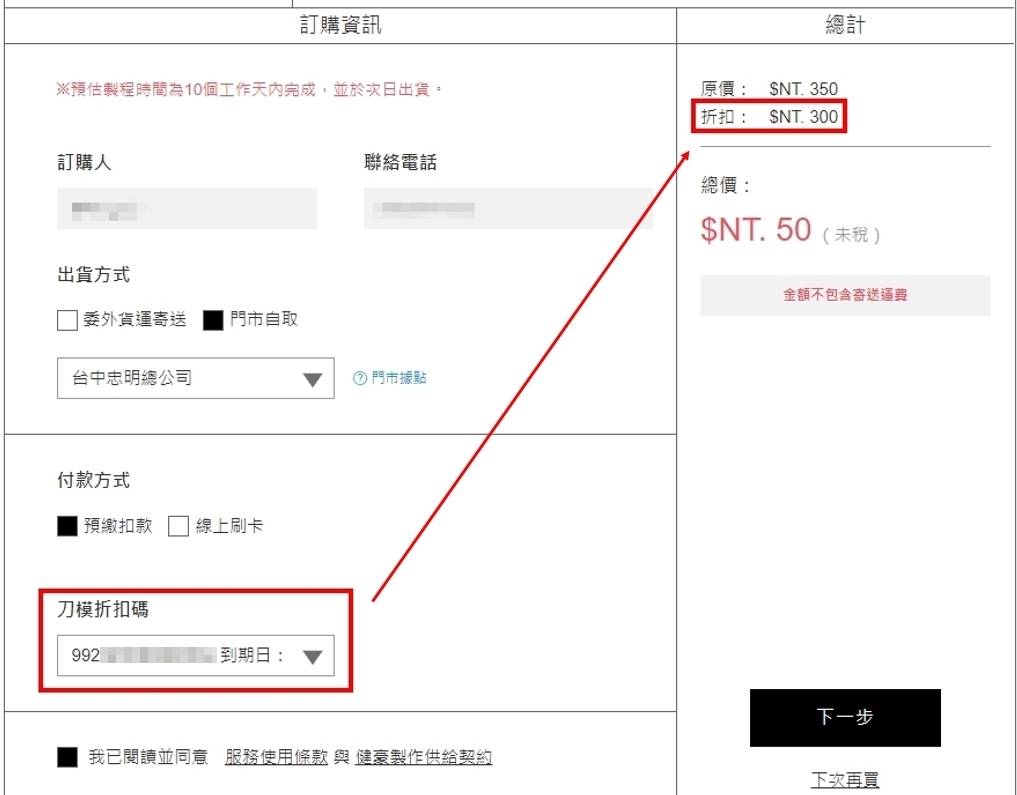 訂購資訊
總計
※預估製程時間為10個工作天內完成，並於次日出貨。
訂購人
聯絡電話
出貨方式
委外貨運寄送 門市自取
台中忠明總公司
? 門市據點
付款方式
預繳扣款 線上刷卡
刀模折扣碼
992 到期日：
我已閱讀並同意 服務使用條款 與 健豪製作供給契約
原價： $NT. 350
折扣： $NT. 300
總價：
$NT. 50 ( 未稅 )
金額不包含寄送運費
下一步
下次再買